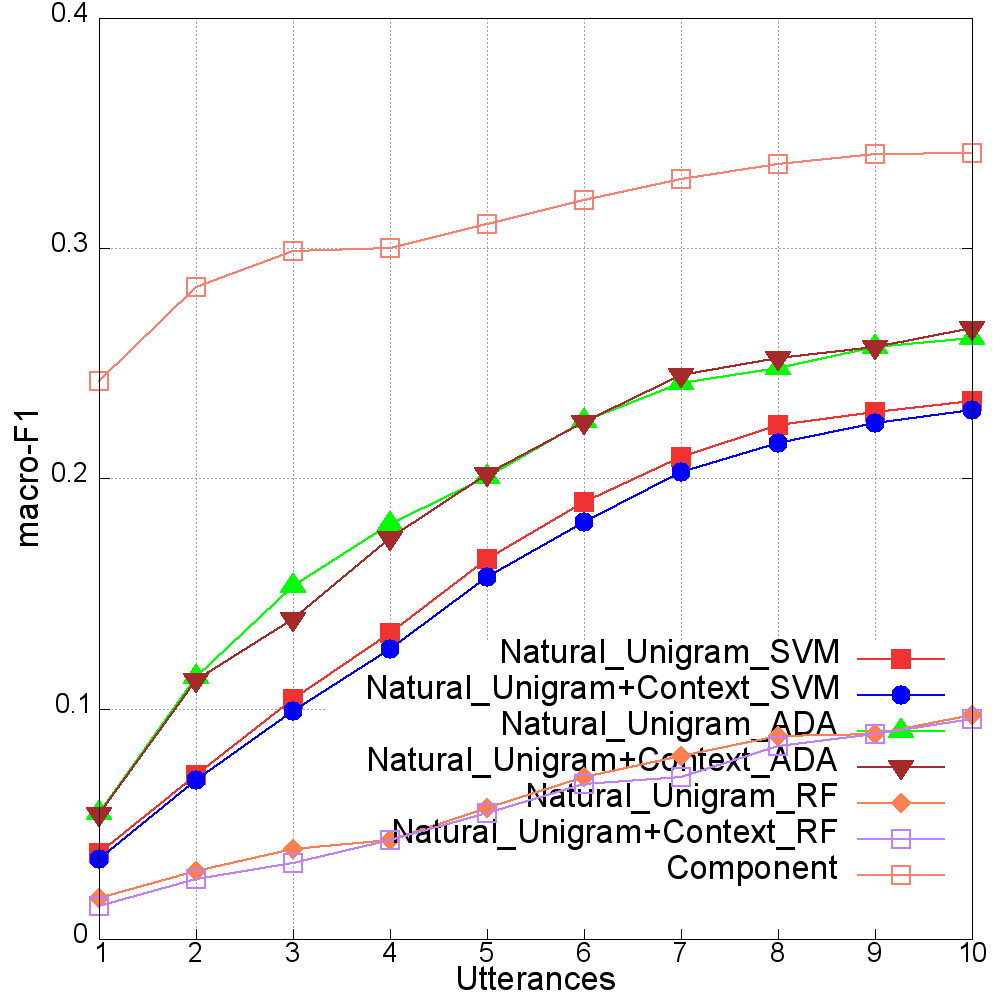 0.4
0.3
0.2
0.1
0
macro-F1
Natural_Unigram_SVM
Natural_Unigram+Context_SVM
Natural_Unigram_ADA
Natural_Unigram+Context_ADA
Natural_Unigram_RF
Natural_Unigram+Context_RF
Component
1 2 3 4 5 6 7 8 9 10
Utterances